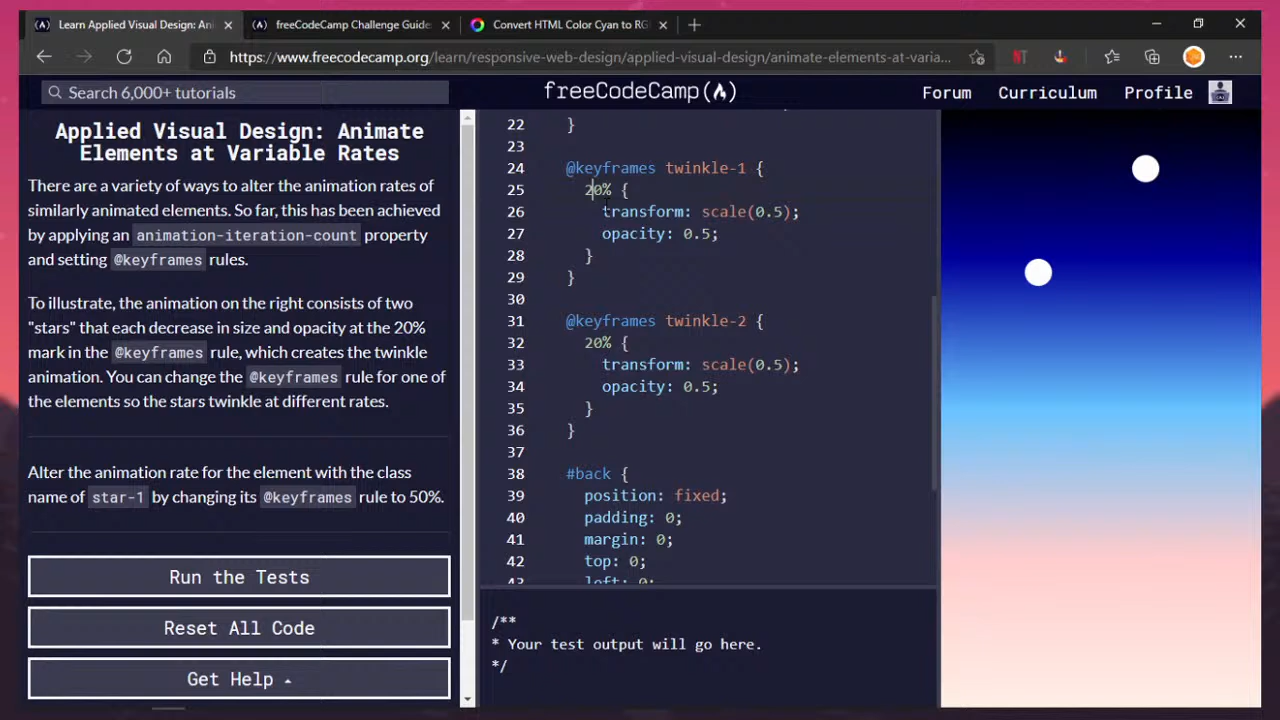 Learn Applied Visual Design: Ani
freeCodeCamp Challenge Guide
Convert HTML Color Cyan to RG
https://www.freecodecamp.org/learn/responsive-web-design/applied-visual-design/animate-elements-at-varia...
Search 6,000+ tutorials
freeCodeCamp
Forum
Curriculum
Profile
Applied Visual Design: Animate
Elements at Variable Rates
There are a variety of ways to alter the animation rates of
similarly animated elements. So far, this has been achieved
by applying an animation-iteration-count property
and setting @keyframes rules.
To illustrate, the animation on the right consists of two
"stars" that each decrease in size and opacity at the 20%
mark in the @keyframes rule, which creates the twinkle
animation. You can change the @keyframes rule for one of
the elements so the stars twinkle at different rates.
Alter the animation rate for the element with the class
name of star-1 by changing its @keyframes rule to 50%.
Run the Tests
Reset All Code
Get Help
22 }
23
24 @keyframes twinkle-1 {
25 20% {
26 transform: scale(0.5);
27 opacity: 0.5;
28 }
29 }
30
31 @keyframes twinkle-2 {
32 20% {
33 transform: scale(0.5);
34 opacity: 0.5;
35 }
36 }
37
38 #back {
39 position: fixed;
40 padding: 0;
41 margin: 0;
42 top: 0;
43 left: 0;
/**
* Your test output will go here.
*/